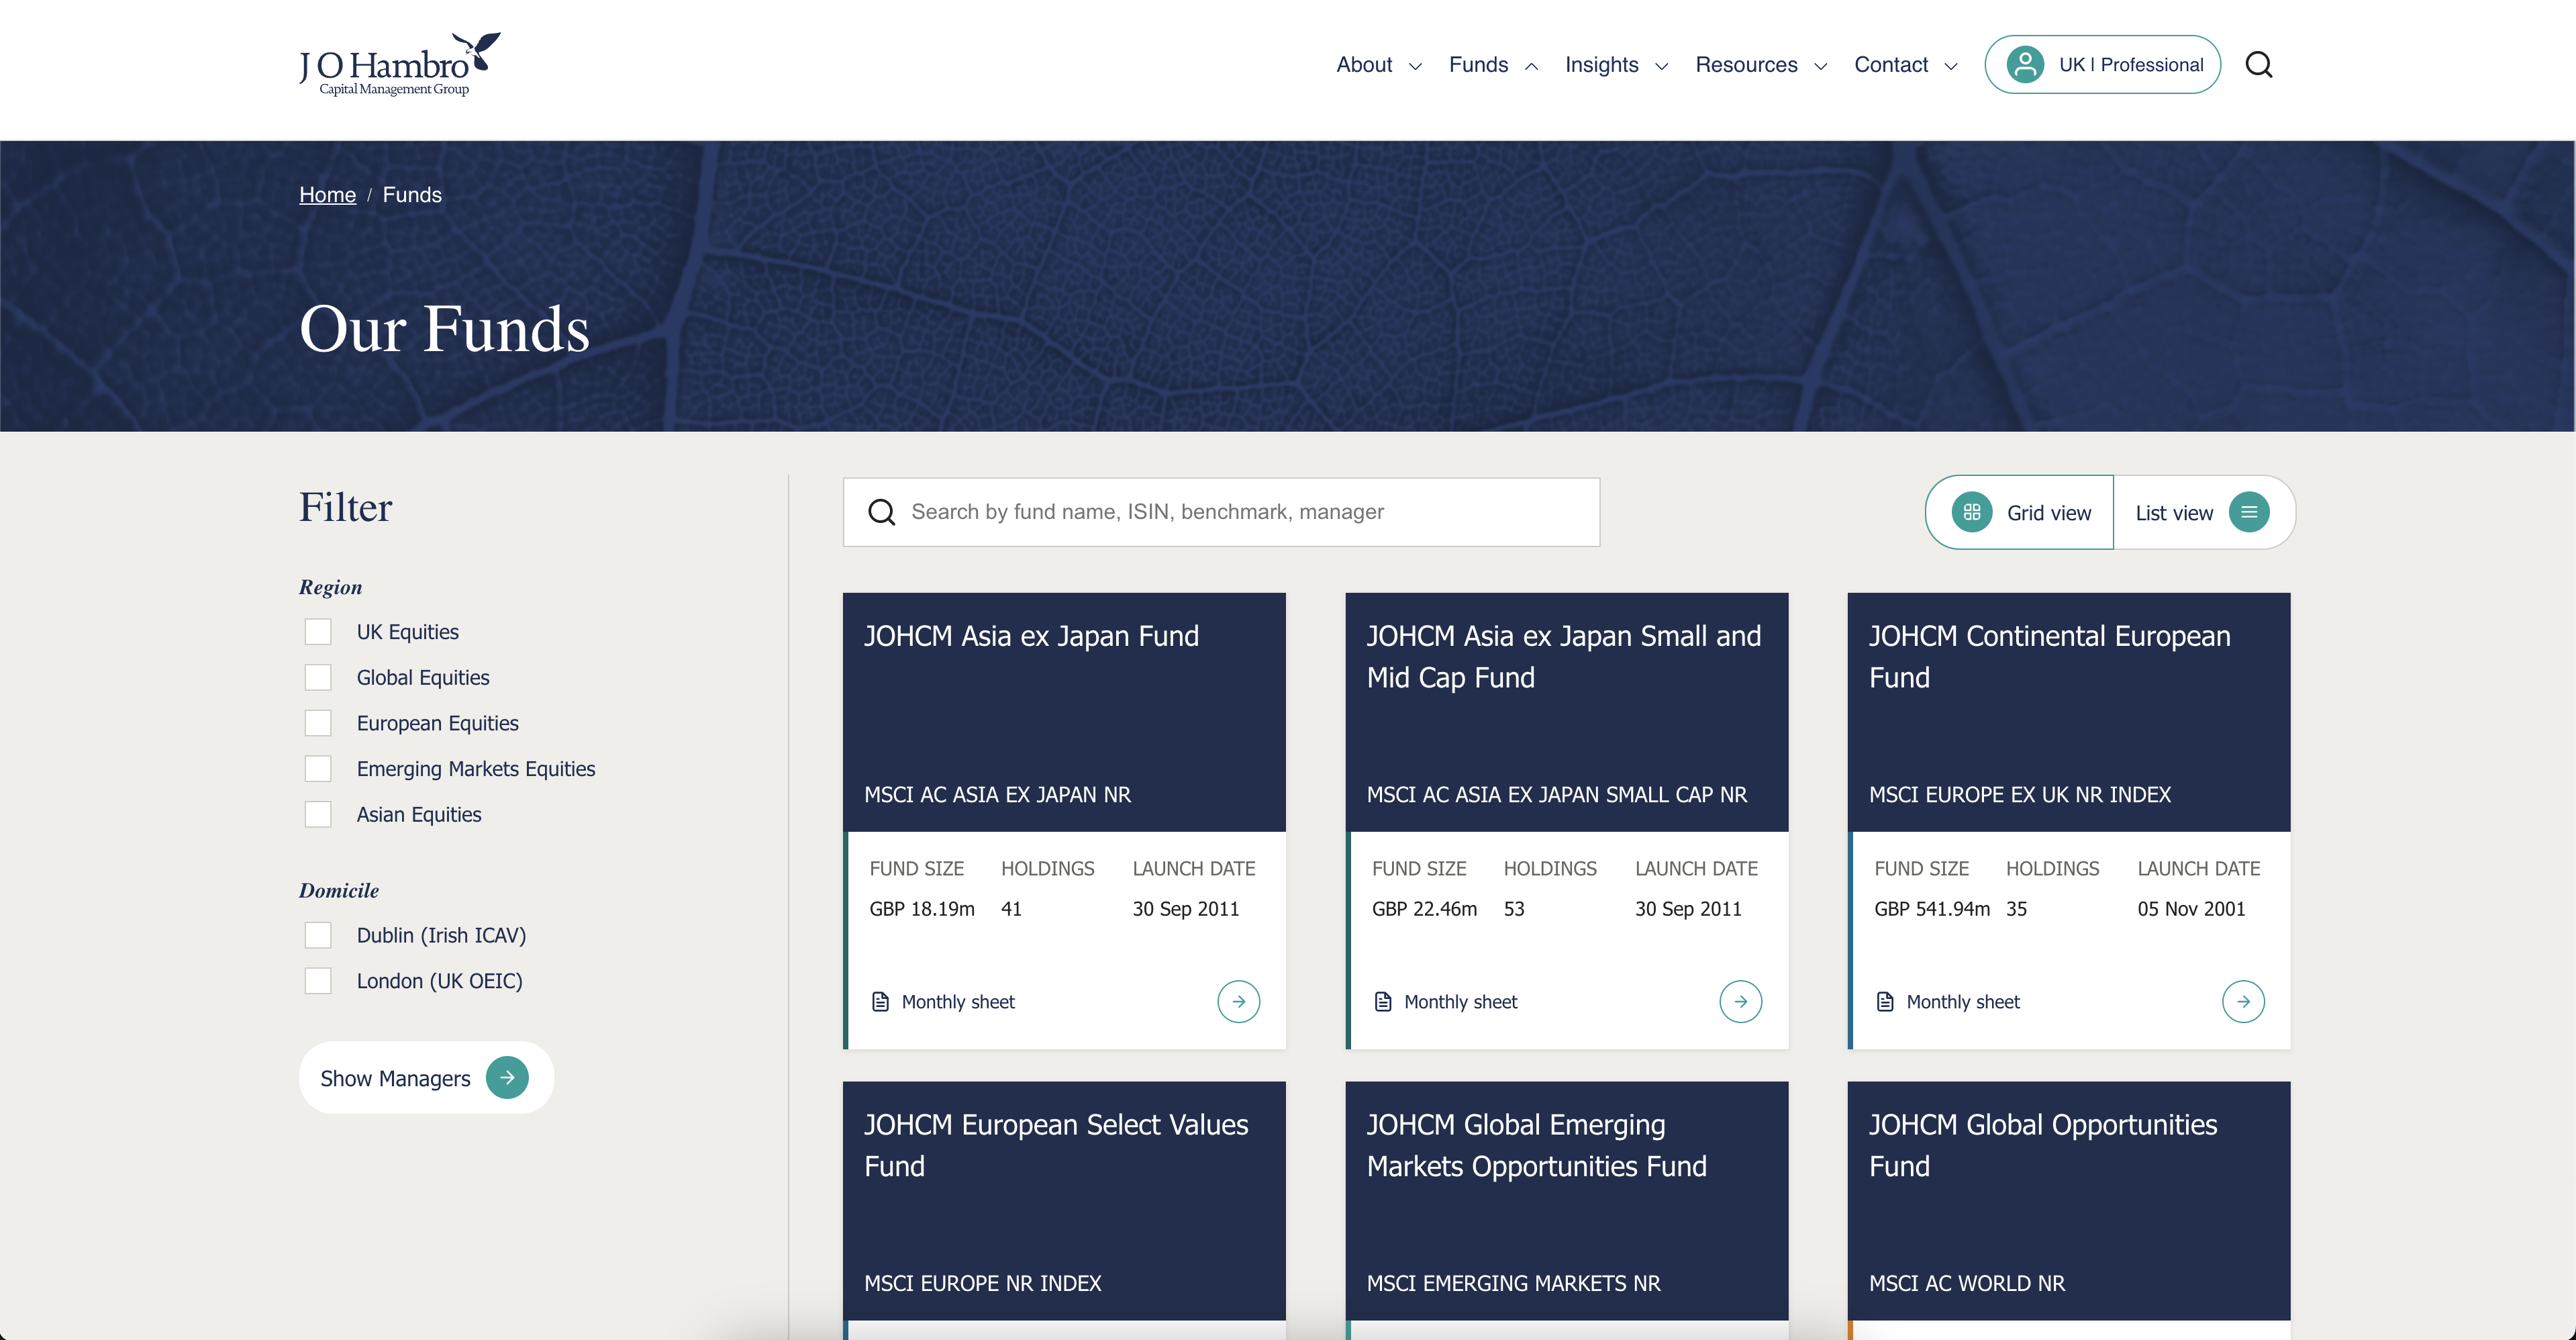 J O Hambro
Capital Management Group
About
Funds
Insights
Resources
Contact
UK | Professional
Home / Funds
Our Funds
Filter
Region
UK Equities
Global Equities
European Equities
Emerging Markets Equities
Asian Equities
Domicile
Dublin (Irish ICAV)
London (UK OEIC)
Show Managers
Search by fund name, ISIN, benchmark, manager
Grid view
List view
JOHCM Asia ex Japan Fund
MSCI AC ASIA EX JAPAN NR
FUND SIZE HOLDINGS LAUNCH DATE
GBP 18.19m 41 30 Sep 2011
Monthly sheet
JOHCM Asia ex Japan Small and
Mid Cap Fund
MSCI AC ASIA EX JAPAN SMALL CAP NR
FUND SIZE HOLDINGS LAUNCH DATE
GBP 22.46m 53 30 Sep 2011
Monthly sheet
JOHCM Continental European
Fund
MSCI EUROPE EX UK NR INDEX
FUND SIZE HOLDINGS LAUNCH DATE
GBP 541.94m 35 05 Nov 2001
Monthly sheet
JOHCM European Select Values
Fund
MSCI EUROPE NR INDEX
JOHCM Global Emerging
Markets Opportunities Fund
MSCI EMERGING MARKETS NR
JOHCM Global Opportunities
Fund
MSCI AC WORLD NR